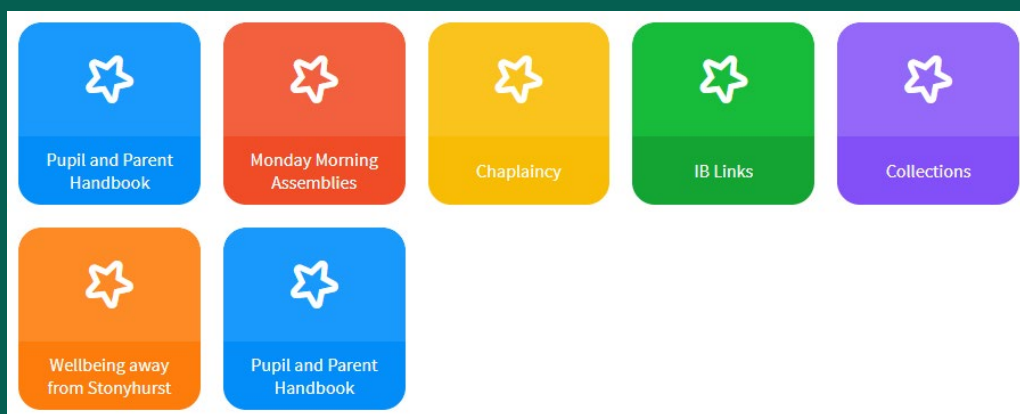 Pupil and Parent
Handbook
Monday Morning
Assemblies
Chaplaincy
IB Links
Collections
Wellbeing away
from Stonyhurst
Pupil and Parent
Handbook